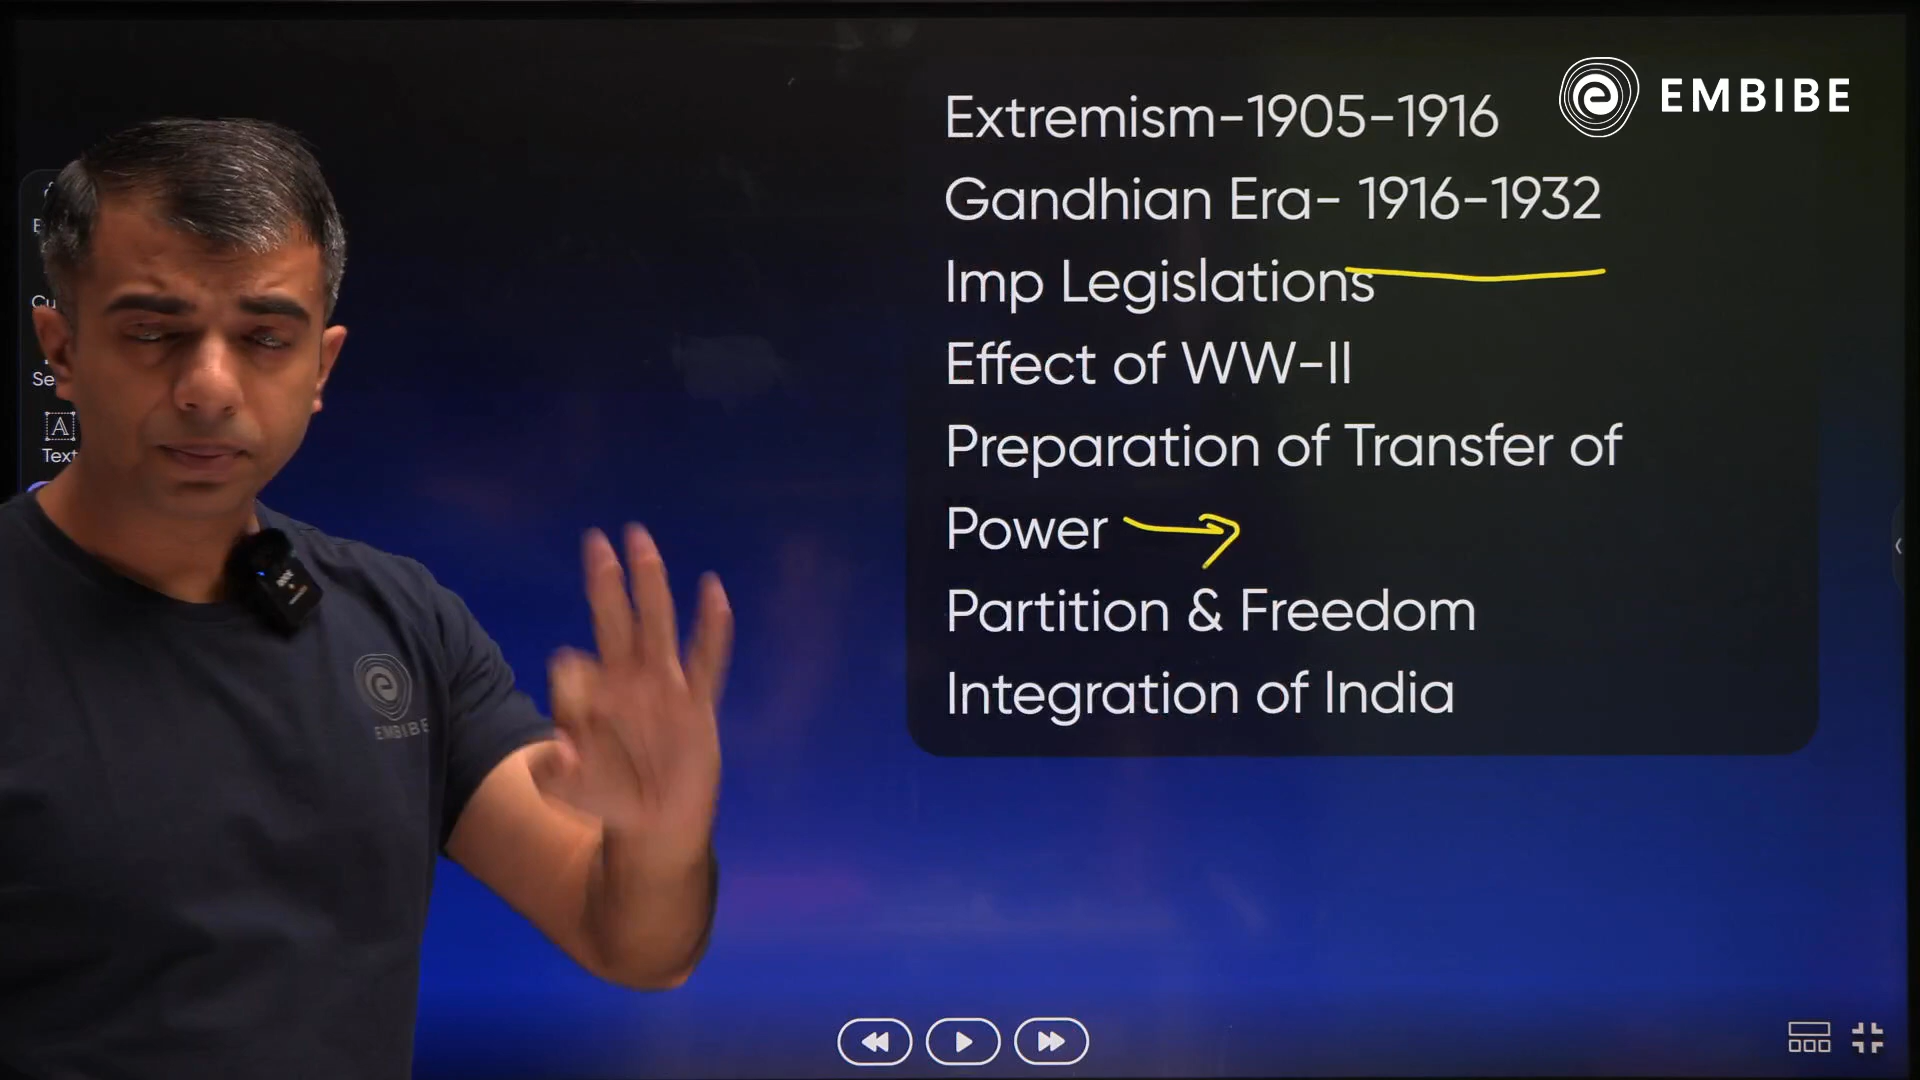 EMBIBE
Extremism-1905-1916
Gandhian Era- 1916-1932
Imp Legislations
Effect of WW-II
Preparation of Transfer of
Power
Partition & Freedom
Integration of India
A
Text
EMBIBE